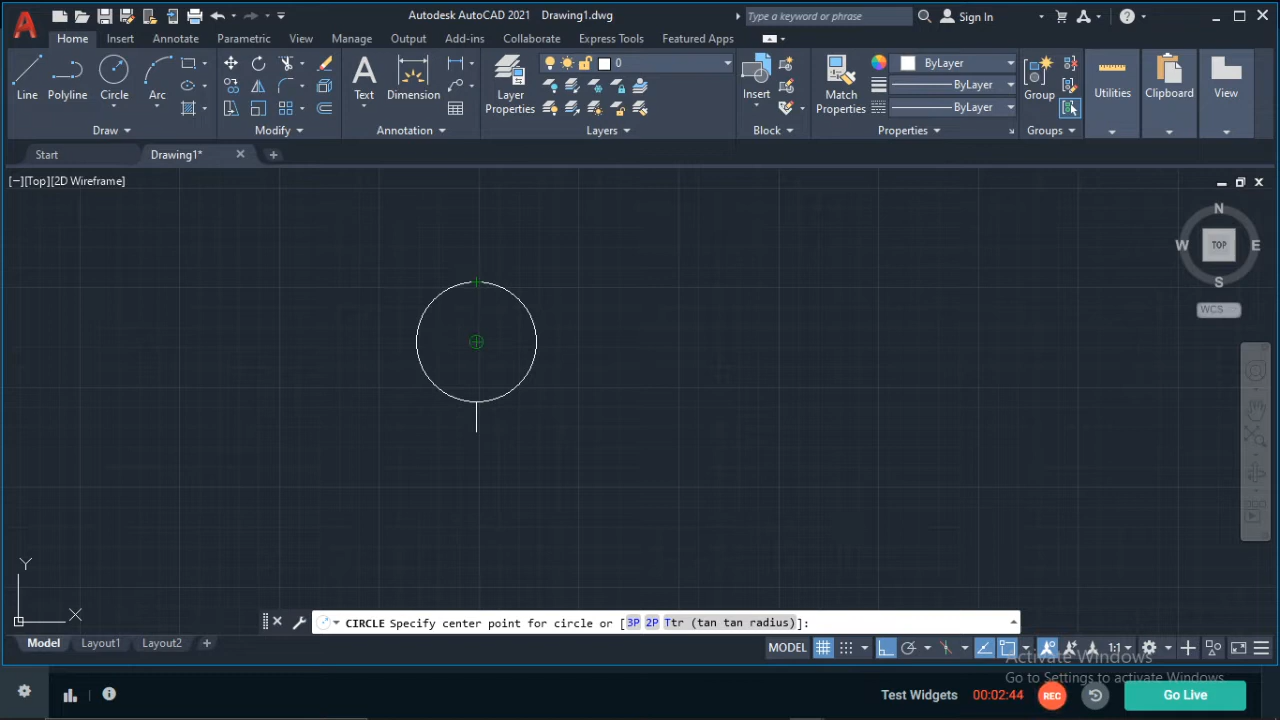 Autodesk AutoCAD 2021 Drawing1.dwg
Type a keyword or phrase
Sign In
Home Insert Annotate Parametric View Manage Output Add-ins Collaborate Express Tools Featured Apps
Line Polyline Circle Arc
Text Dimension
Layer Properties
0
Insert
Match Properties
ByLayer
ByLayer
ByLayer
Group
Utilities
Clipboard
View
Draw Modify Annotation Layers Block Properties Groups
Start Drawing1*
[−][Top][2D Wireframe]
N
W TOP E
S
WCS
Y
X
CIRCLE Specify center point for circle or [3P 2P Ttr (tan tan radius)]:
Model Layout1 Layout2
MODEL 1:1
Activate Windows
Go to Settings to activate Windows.
Test Widgets 00:02:44 REC Go Live